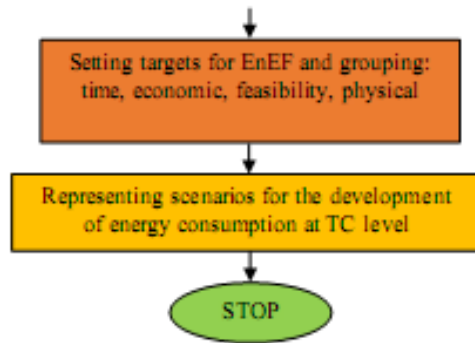 Setting targets for EnEF and grouping:
time, economic, feasibility, physical
Representing scenarios for the development
of energy consumption at TC level
STOP